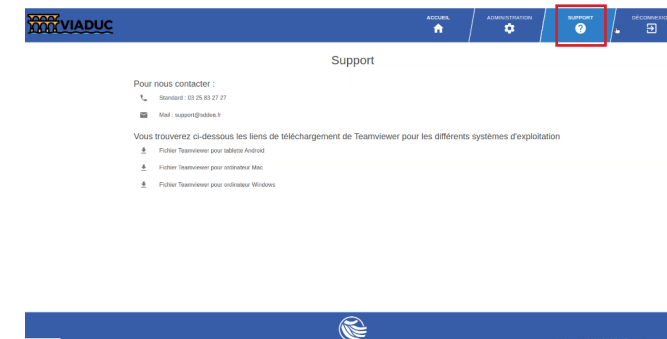 VIADUC
ACCUEIL
ADMINISTRATION
SUPPORT
DÉCONNEXIO
Support
Pour nous contacter :
Standard : 03 25 83 27 27
Mail : support@sddea.fr
Vous trouverez ci-dessous les liens de téléchargement de Teamviewer pour les différents systèmes d'exploitation
Fichier Teamviewer pour tablette Android
Fichier Teamviewer pour ordinateur Mac
Fichier Teamviewer pour ordinateur Windows